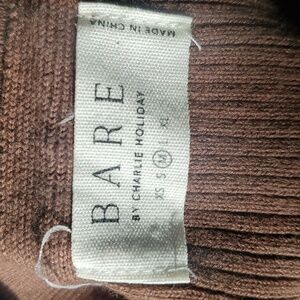 BARE
BY CHARLIE HOLIDAY
XS S M XL
MADE IN CHINA